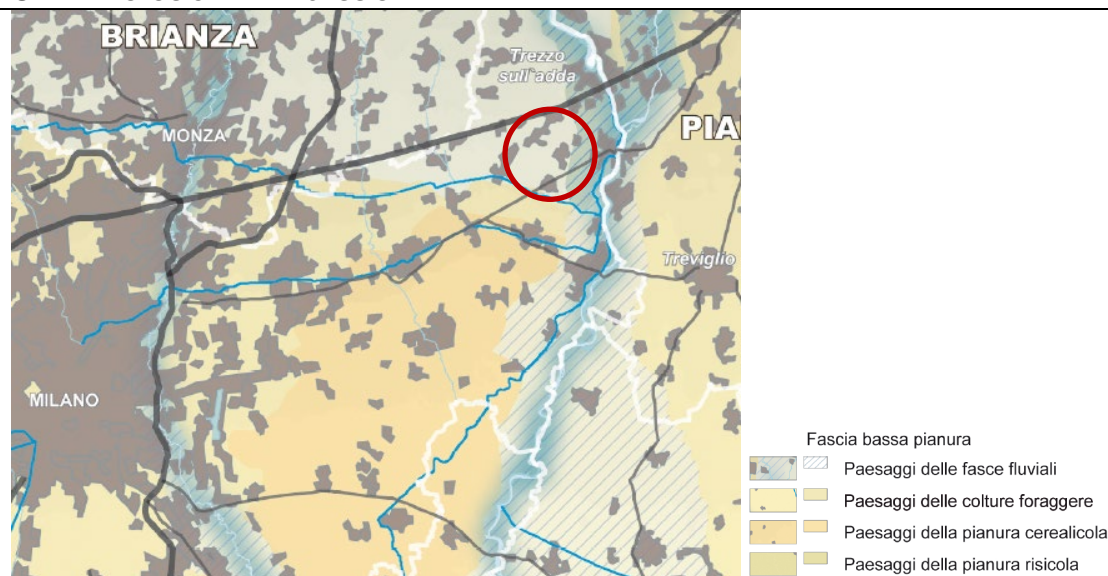 BRIANZA
Trezzo
sull'adda
MONZA
PIA
Treviglio
MILANO
Fascia bassa pianura
Paesaggi delle fasce fluviali
Paesaggi delle colture foraggere
Paesaggi della pianura cerealicola
Paesaggi della pianura risicola